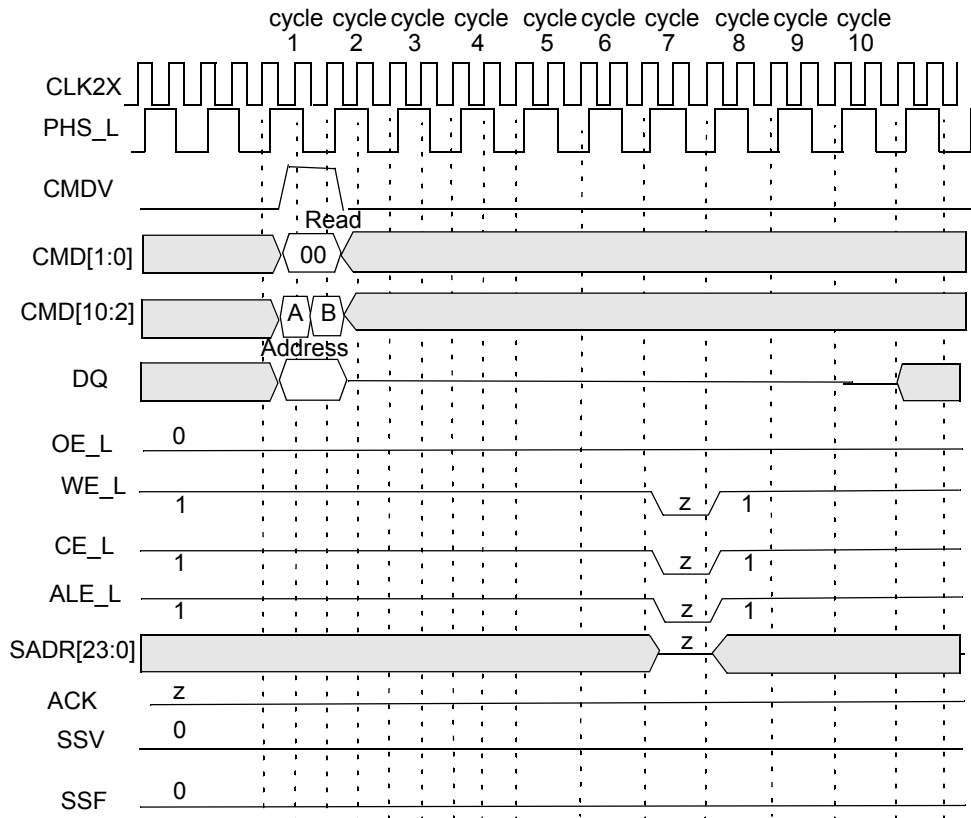 cycle cycle cycle cycle cycle cycle cycle cycle cycle cycle
1 2 3 4 5 6 7 8 9 10
CLK2X
PHS_L
CMDV
Read
CMD[1:0] 00
CMD[10:2] A B
Address
DQ
OE_L 0
WE_L 1 z 1
CE_L 1 z 1
ALE_L 1 z 1
SADR[23:0] z
ACK z
SSV 0
SSF 0